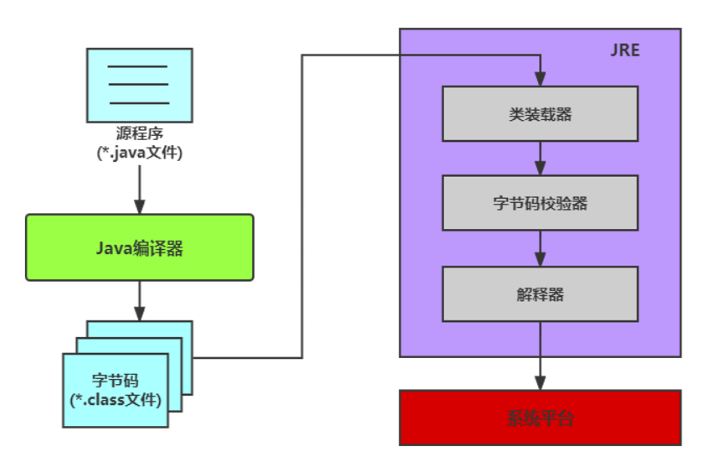 源程序
(*.java文件)
Java编译器
字节码
(*.class文件)
JRE
类装载器
字节码校验器
解释器
系统平台